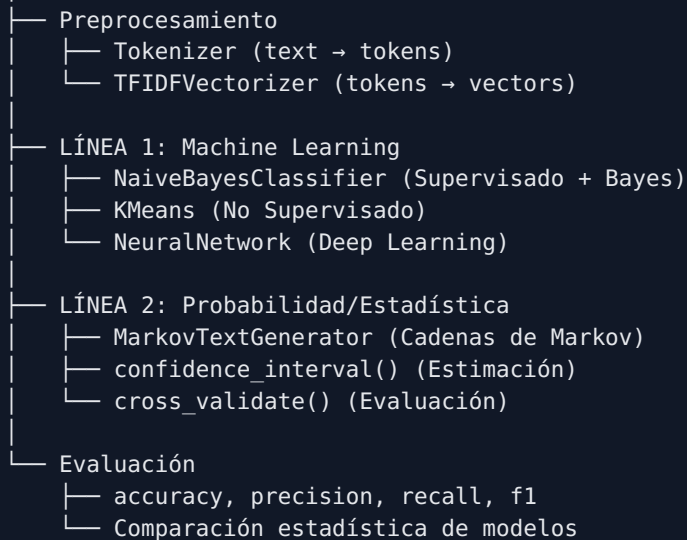 ├── Preprocesamiento
│   ├── Tokenizer (text → tokens)
│   └── TFIDFVectorizer (tokens → vectors)
│
├── LÍNEA 1: Machine Learning
│   ├── NaiveBayesClassifier (Supervisado + Bayes)
│   ├── KMeans (No Supervisado)
│   └── NeuralNetwork (Deep Learning)
│
├── LÍNEA 2: Probabilidad/Estadística
│   ├── MarkovTextGenerator (Cadenas de Markov)
│   ├── confidence_interval() (Estimación)
│   └── cross_validate() (Evaluación)
│
└── Evaluación
    ├── accuracy, precision, recall, f1
    └── Comparación estadística de modelos